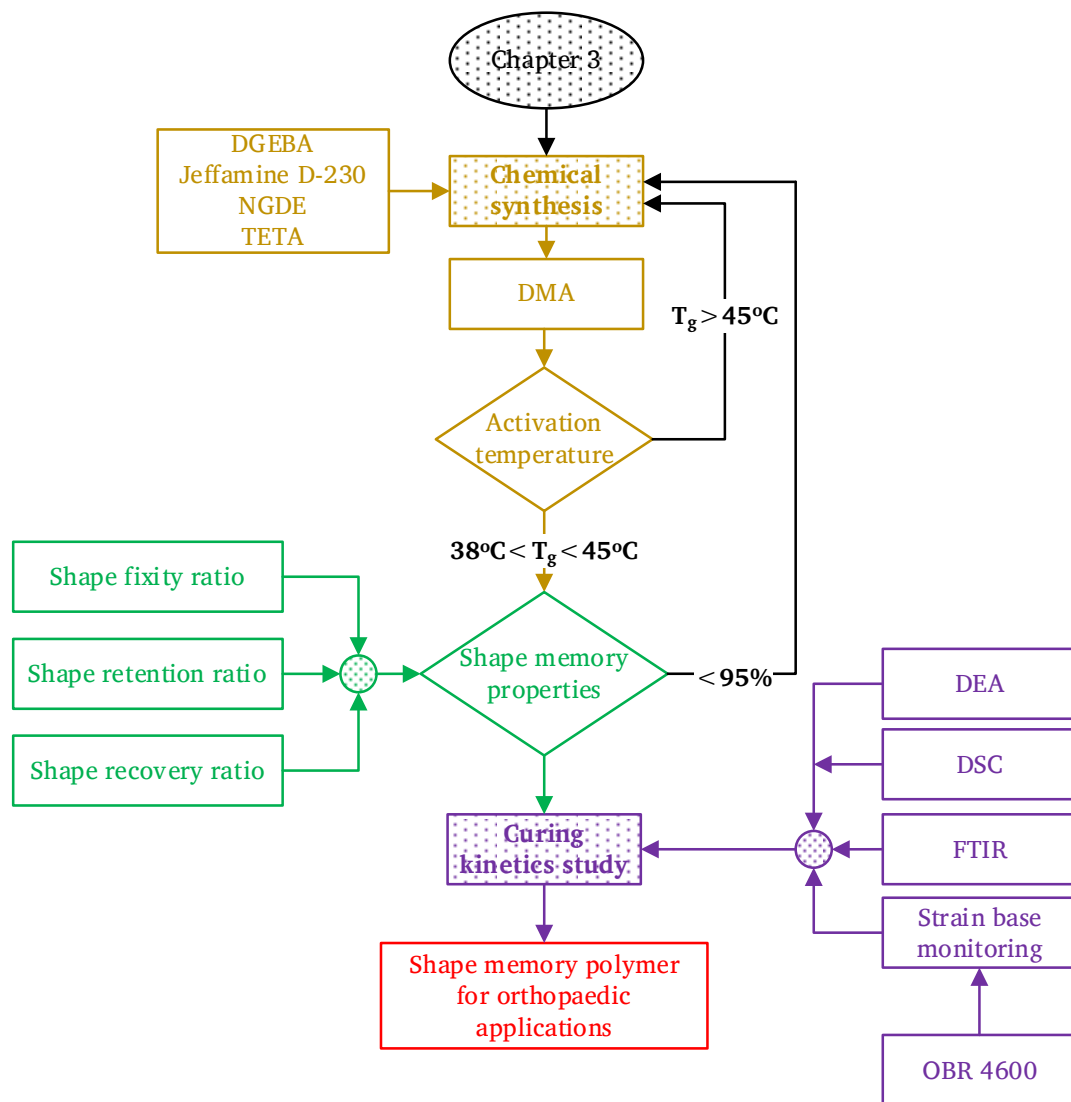 Chapter 3
DGEBA
Jeffamine D-230
NGDE
TETA
Chemical
synthesis
DMA
T_g > 45ºC
Activation
temperature
38ºC < T_g < 45ºC
Shape fixity ratio
Shape retention ratio
Shape recovery ratio
Shape memory
properties
< 95%
DEA
DSC
FTIR
Strain base
monitoring
OBR 4600
Curing
kinetics study
Shape memory polymer
for orthopaedic
applications